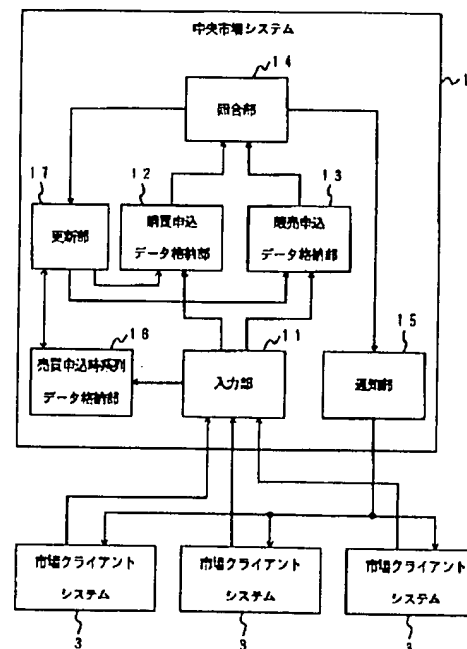 中央市場システム
14
1
照合部
17
12
13
更新部
購買申込
データ格納部
販売申込
データ格納部
16
11
15
売買申込時系列
データ格納部
入力部
通知部
市場クライアント
システム
市場クライアント
システム
市場クライアント
システム
3
3
3